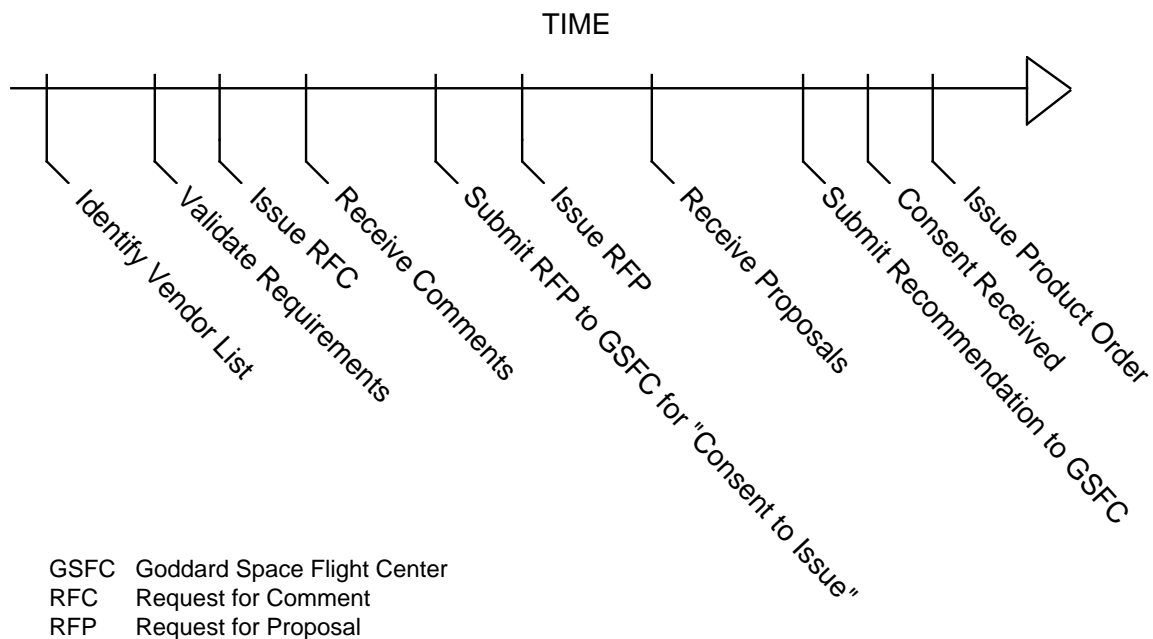 TIME
Identify Vendor List
Validate Requirements
Issue RFC
Receive Comments
Submit RFP to GSFC for "Consent to Issue"
Issue RFP
Receive Proposals
Submit Recommendation to GSFC
Consent Received
Issue Product Order
GSFC Goddard Space Flight Center
RFC Request for Comment
RFP Request for Proposal